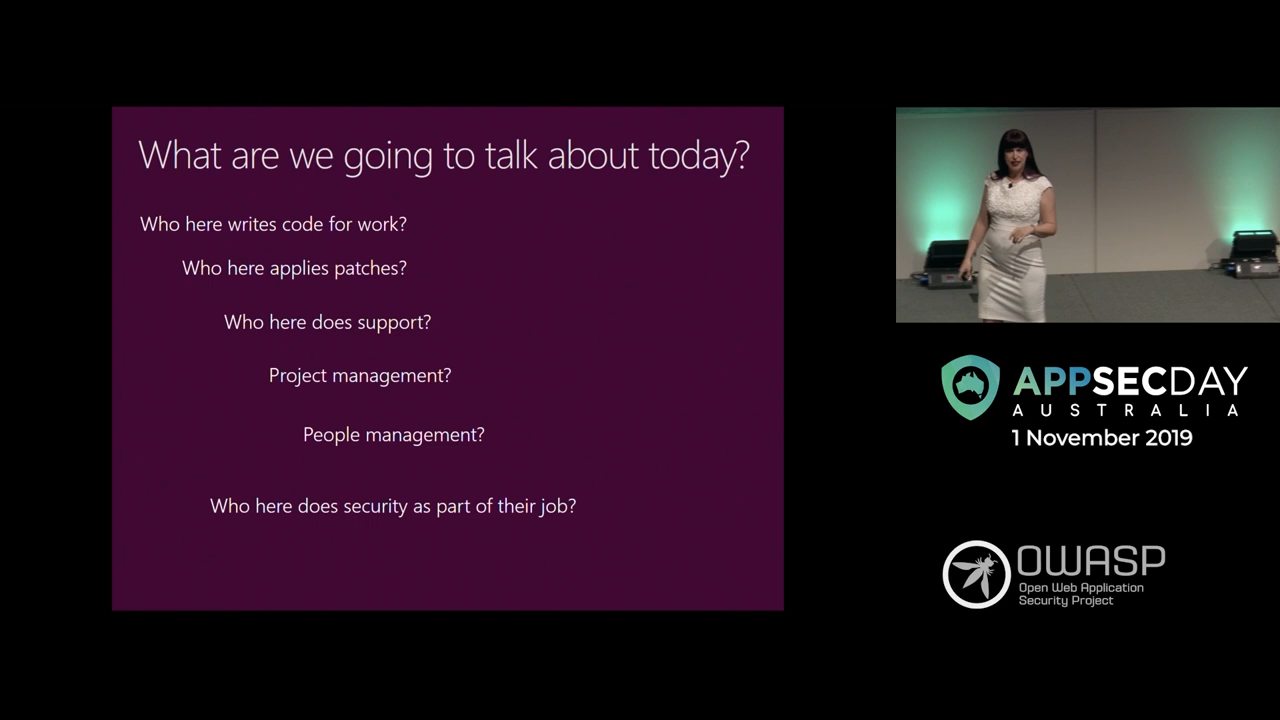 What are we going to talk about today?
Who here writes code for work?
Who here applies patches?
Who here does support?
Project management?
People management?
Who here does security as part of their job?
APPSECDAY
AUSTRALIA
1 November 2019
OWASP
Open Web Application
Security Project